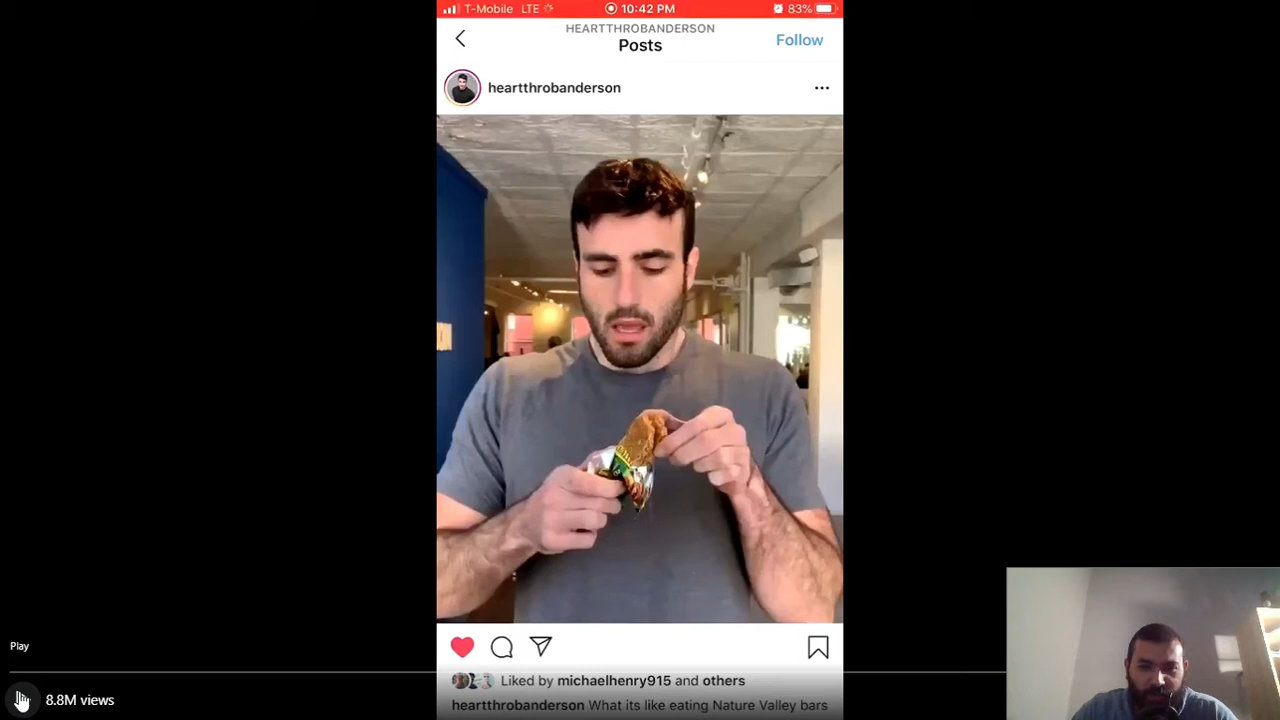 T-Mobile LTE 10:42 PM 83%
HEARTTHROBANDERSON
Posts
Follow
heartthrobanderson
Liked by michaelhenry915 and others
heartthrobanderson What its like eating Nature Valley bars
Play
8.8M views